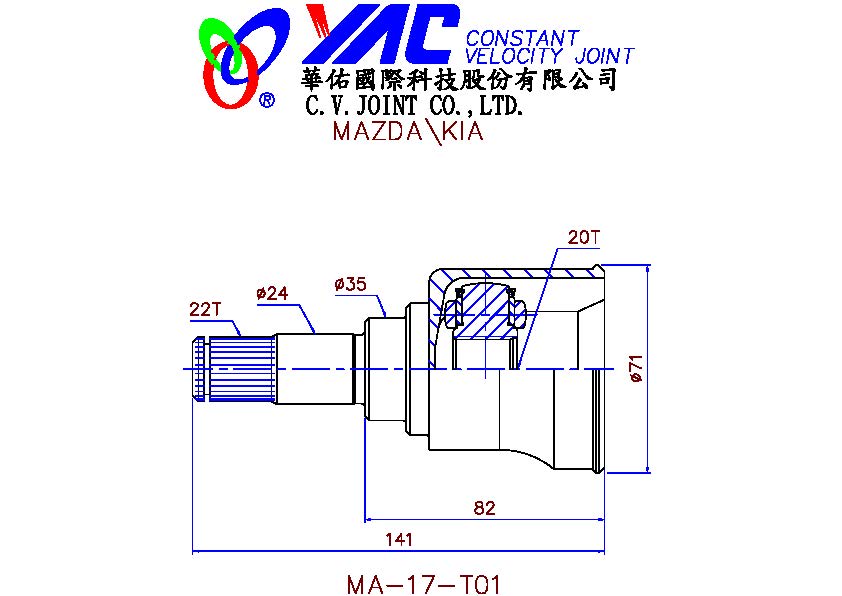 YAC CONSTANT
VELOCITY JOINT
®
華佑國際科技股份有限公司
C.V.JOINT CO.,LTD.
MAZDA\KIA
20T
ø35
ø24
22T
ø71
82
141
MA-17-T01